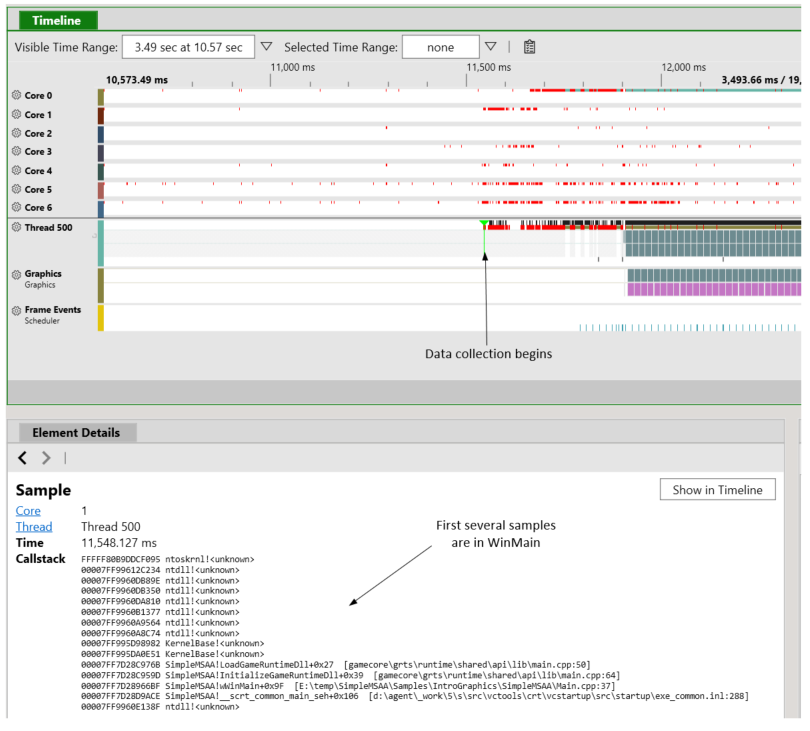 Timeline
Visible Time Range: 3.49 sec at 10.57 sec Selected Time Range: none
11,000 ms 11,500 ms 12,000 ms
10,573.49 ms 3,493.66 ms / 19,
Core 0
Core 1
Core 2
Core 3
Core 4
Core 5
Core 6
Thread 500
Graphics
Graphics
Frame Events
Scheduler
Data collection begins
Element Details
Sample
Show in Timeline
Core 1
Thread Thread 500
Time 11,548.127 ms
First several samples
are in WinMain
Callstack FFFFF80B9DDCF095 ntoskrnl!<unknown>
00007FF99612C234 ntdll!<unknown>
00007FF9960DB89E ntdll!<unknown>
00007FF9960DB350 ntdll!<unknown>
00007FF9960DA810 ntdll!<unknown>
00007FF9960B1377 ntdll!<unknown>
00007FF9960A9564 ntdll!<unknown>
00007FF9960A8C74 ntdll!<unknown>
00007FF995D98982 KernelBase!<unknown>
00007FF995DA0E51 KernelBase!<unknown>
00007FF7D28C976B SimpleMSAA!LoadGameRuntimeDll+0x27 [gamecore\grts\runtime\shared\api\lib\main.cpp:50]
00007FF7D28C959D SimpleMSAA!InitializeGameRuntime+0x39 [gamecore\grts\runtime\shared\api\lib\main.cpp:64]
00007FF7D28966BF SimpleMSAA!wWinMain+0x9F [E:\temp\SimpleMSAA\Samples\IntroGraphics\SimpleMSAA\Main.cpp:37]
00007FF7D28D9ACE SimpleMSAA!__scrt_common_main_seh+0x106 [d:\agent\_work\5\s\src\vctools\crt\vcstartup\src\startup\exe_common.inl:288]
00007FF9960E138F ntdll!<unknown>